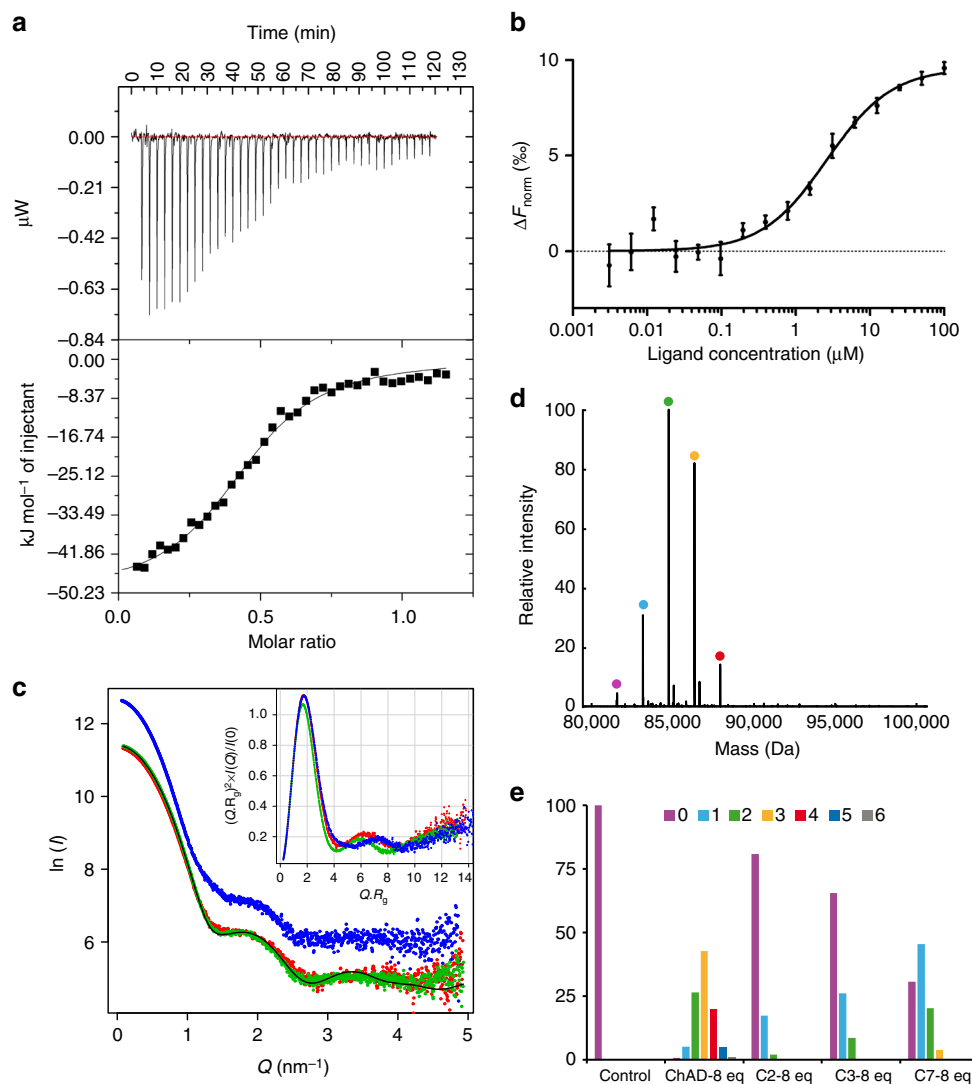 a
Time (min)
0 10 20 30 40 50 60 70 80 90 100 110 120 130
0.00
−0.21
−0.42
−0.63
−0.84
µW
0.00
−8.37
−16.74
−25.12
−33.49
−41.86
−50.23
kJ mol⁻¹ of injectant
0.0 0.5 1.0
Molar ratio
b
10
5
0
ΔFnorm (‰)
0.001 0.01 0.1 1 10 100
Ligand concentration (µM)
c
12
10
8
6
ln (I)
0 1 2 3 4 5
Q (nm⁻¹)
1.0
0.8
0.6
0.4
0.2
(Q.Rg)²×I(Q)/I(0)
0 2 4 6 8 10 12 14
Q.Rg
d
100
80
60
40
20
0
Relative intensity
80,000 85,000 90,000 95,000 100,000
Mass (Da)
e
100
75
50
25
0
0 1 2 3 4 5 6
Control ChAD-8 eq C2-8 eq C3-8 eq C7-8 eq